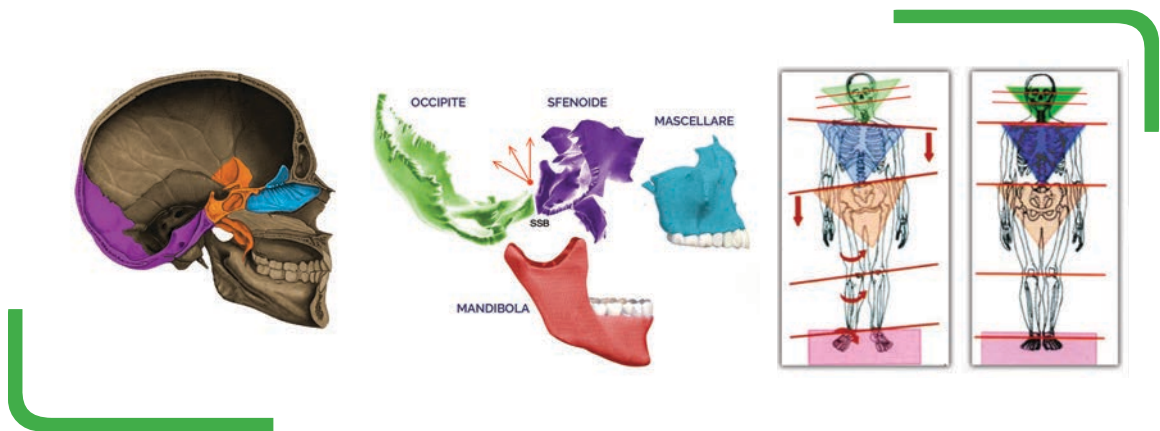 OCCIPITE
SFENOIDE
MASCELLARE
SSB
MANDIBOLA